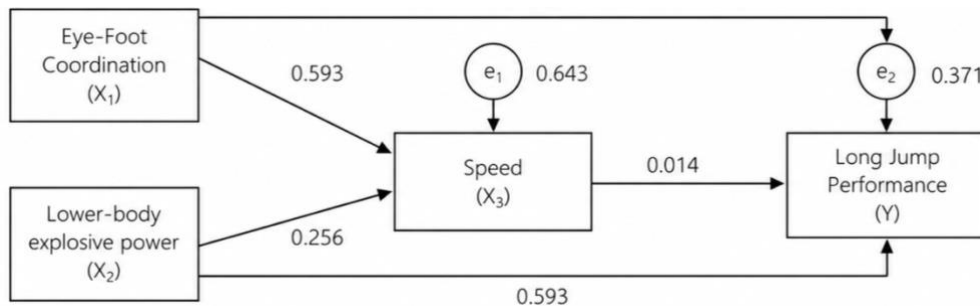 Eye-Foot
Coordination
(X₁)
0.593
e₁
0.643
e₂
0.371
Speed
(X₃)
0.014
Long Jump
Performance
(Y)
Lower-body
explosive power
(X₂)
0.256
0.593